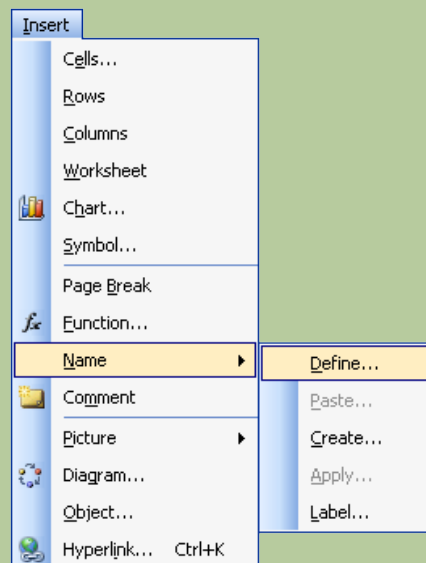 Insert
Cells...
Rows
Columns
Worksheet
Chart...
Symbol...
Page Break
fx Function...
Name
Comment
Picture
Diagram...
Object...
Hyperlink... Ctrl+K
Define...
Paste...
Create...
Apply...
Label...